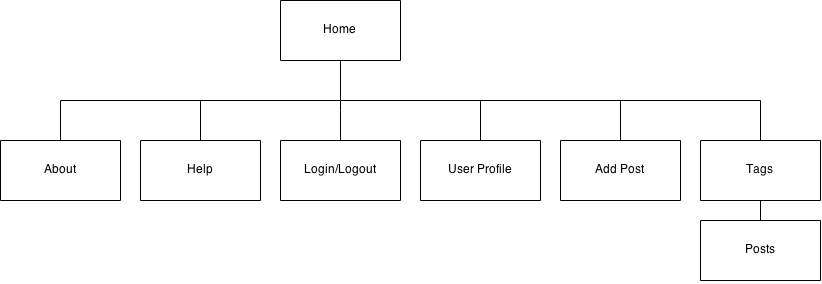 Home
About
Help
Login/Logout
User Profile
Add Post
Tags
Posts